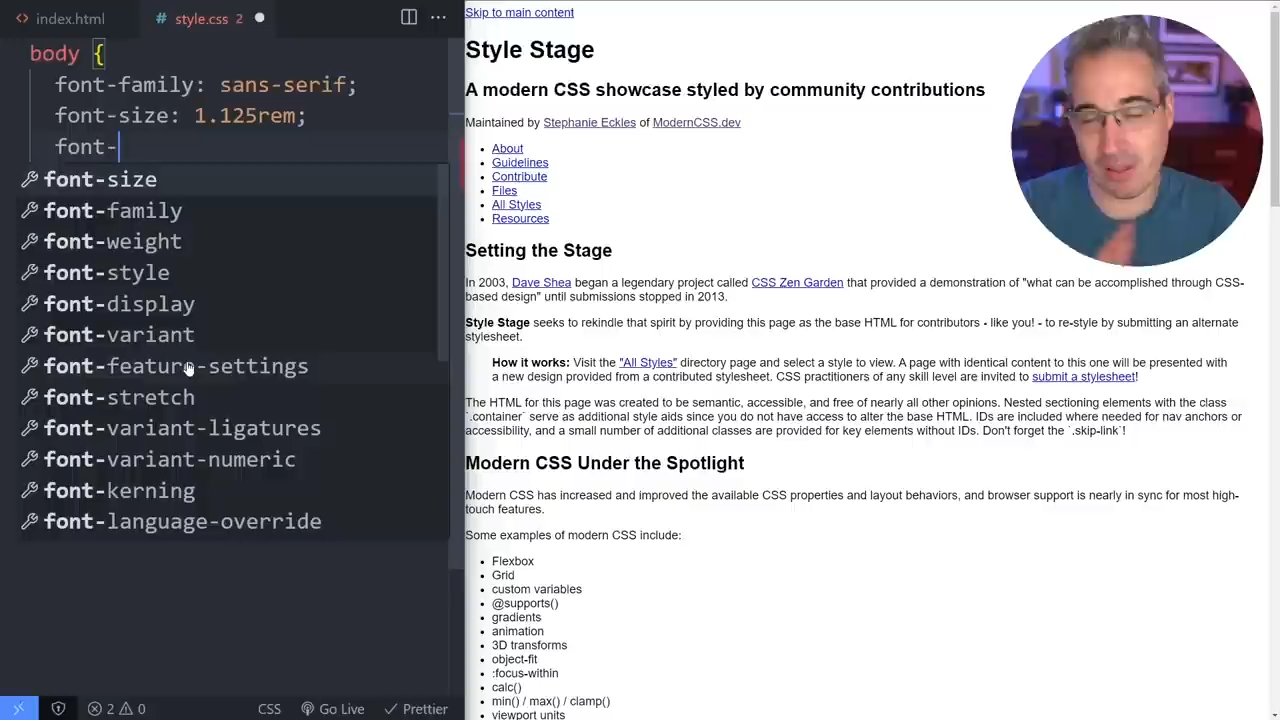 <> index.html
# style.css 2
body {
font-family: sans-serif;
font-size: 1.125rem;
font-
font-size
font-family
font-weight
font-style
font-display
font-variant
font-feature-settings
font-stretch
font-variant-ligatures
font-variant-numeric
font-kerning
font-language-override
2 0 CSS Go Live Prettier
Skip to main content
Style Stage
A modern CSS showcase styled by community contributions
Maintained by Stephanie Eckles of ModernCSS.dev
About
Guidelines
Contribute
Files
All Styles
Resources
Setting the Stage
In 2003, Dave Shea began a legendary project called CSS Zen Garden that provided a demonstration of "what can be accomplished through CSS-
based design" until submissions stopped in 2013.
Style Stage seeks to rekindle that spirit by providing this page as the base HTML for contributors - like you! - to re-style by submitting an alternate
stylesheet.
How it works: Visit the "All Styles" directory page and select a style to view. A page with identical content to this one will be presented with
a new design provided from a contributed stylesheet. CSS practitioners of any skill level are invited to submit a stylesheet!
The HTML for this page was created to be semantic, accessible, and free of nearly all other opinions. Nested sectioning elements with the class
`.container` serve as additional style aids since you do not have access to alter the base HTML. IDs are included where needed for nav anchors or
accessibility, and a small number of additional classes are provided for key elements without IDs. Don't forget the `.skip-link`!
Modern CSS Under the Spotlight
Modern CSS has increased and improved the available CSS properties and layout behaviors, and browser support is nearly in sync for most high-
touch features.
Some examples of modern CSS include:
Flexbox
Grid
custom variables
@supports()
gradients
animation
3D transforms
object-fit
:focus-within
calc()
min() / max() / clamp()
viewport units